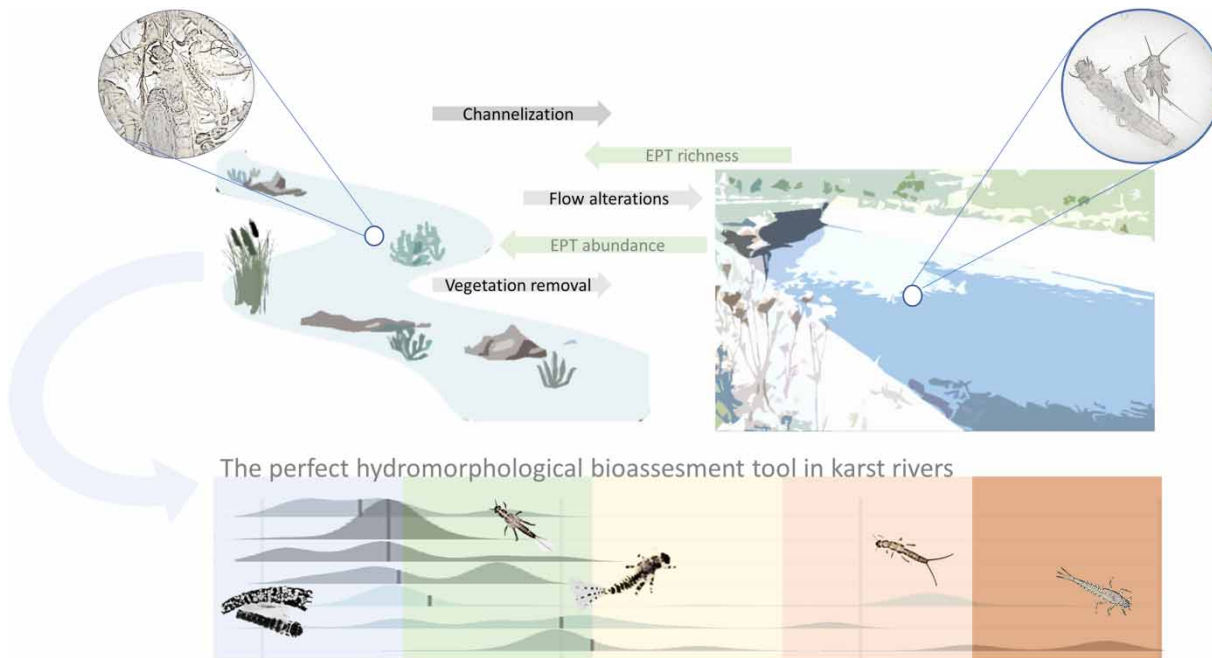 Channelization
EPT richness
Flow alterations
EPT abundance
Vegetation removal
The perfect hydromorphological bioassesment tool in karst rivers